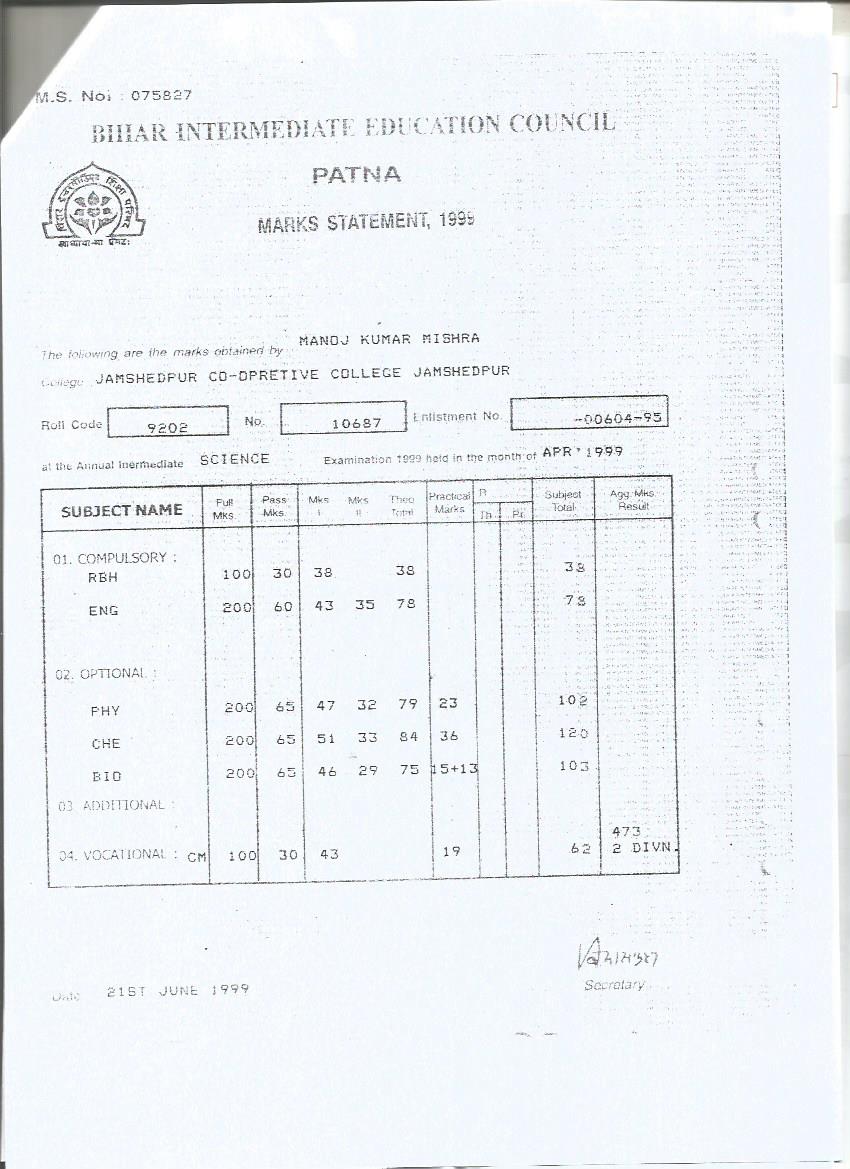 M.S. No: 075827
BIHAR INTERMEDIATE EDUCATION COUNCIL
PATNA
MARKS STATEMENT, 1999
The following are the marks obtained by MANOJ KUMAR MISHRA
College JAMSHEDPUR CO-OPRETIVE COLLEGE JAMSHEDPUR
Roll Code 9202 No. 10687 Enlistment No. -00604-95
at the Annual Inermediate SCIENCE Examination 1999 held in the month of APR' 1999
SUBJECT NAME Full Mks. Pass Mks. Mks I Mks II Theo Total Practical Marks R Th Pr Subject Total Agg. Mks. Result
01. COMPULSORY :
RBH 100 30 38 38 38
ENG 200 60 43 35 78 78
02. OPTIONAL :
PHY 200 65 47 32 79 23 102
CHE 200 65 51 33 84 36 120
BIO 200 65 46 29 75 15+13 103
03. ADDITIONAL :
473
04. VOCATIONAL : CM 100 30 43 19 62 2 DIVN.
Secretary
Date 21ST JUNE 1999